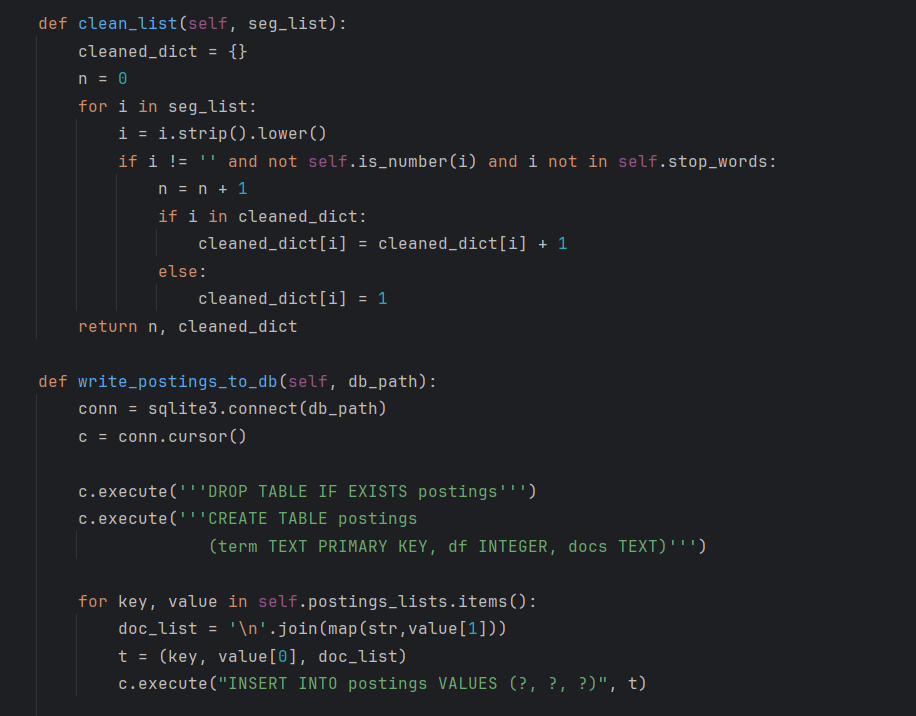 def clean_list(self, seg_list):
    cleaned_dict = {}
    n = 0
    for i in seg_list:
        i = i.strip().lower()
        if i != '' and not self.is_number(i) and i not in self.stop_words:
            n = n + 1
            if i in cleaned_dict:
                cleaned_dict[i] = cleaned_dict[i] + 1
            else:
                cleaned_dict[i] = 1
    return n, cleaned_dict

def write_postings_to_db(self, db_path):
    conn = sqlite3.connect(db_path)
    c = conn.cursor()

    c.execute('''DROP TABLE IF EXISTS postings''')
    c.execute('''CREATE TABLE postings
                 (term TEXT PRIMARY KEY, df INTEGER, docs TEXT)''')

    for key, value in self.postings_lists.items():
        doc_list = '\n'.join(map(str,value[1]))
        t = (key, value[0], doc_list)
        c.execute("INSERT INTO postings VALUES (?, ?, ?)", t)